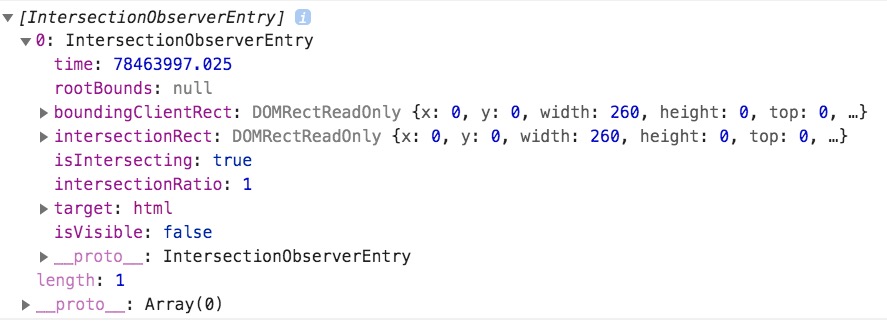 [IntersectionObserverEntry] i
0: IntersectionObserverEntry
time: 78463997.025
rootBounds: null
boundingClientRect: DOMRectReadOnly {x: 0, y: 0, width: 260, height: 0, top: 0, …}
intersectionRect: DOMRectReadOnly {x: 0, y: 0, width: 260, height: 0, top: 0, …}
isIntersecting: true
intersectionRatio: 1
target: html
isVisible: false
__proto__: IntersectionObserverEntry
length: 1
__proto__: Array(0)